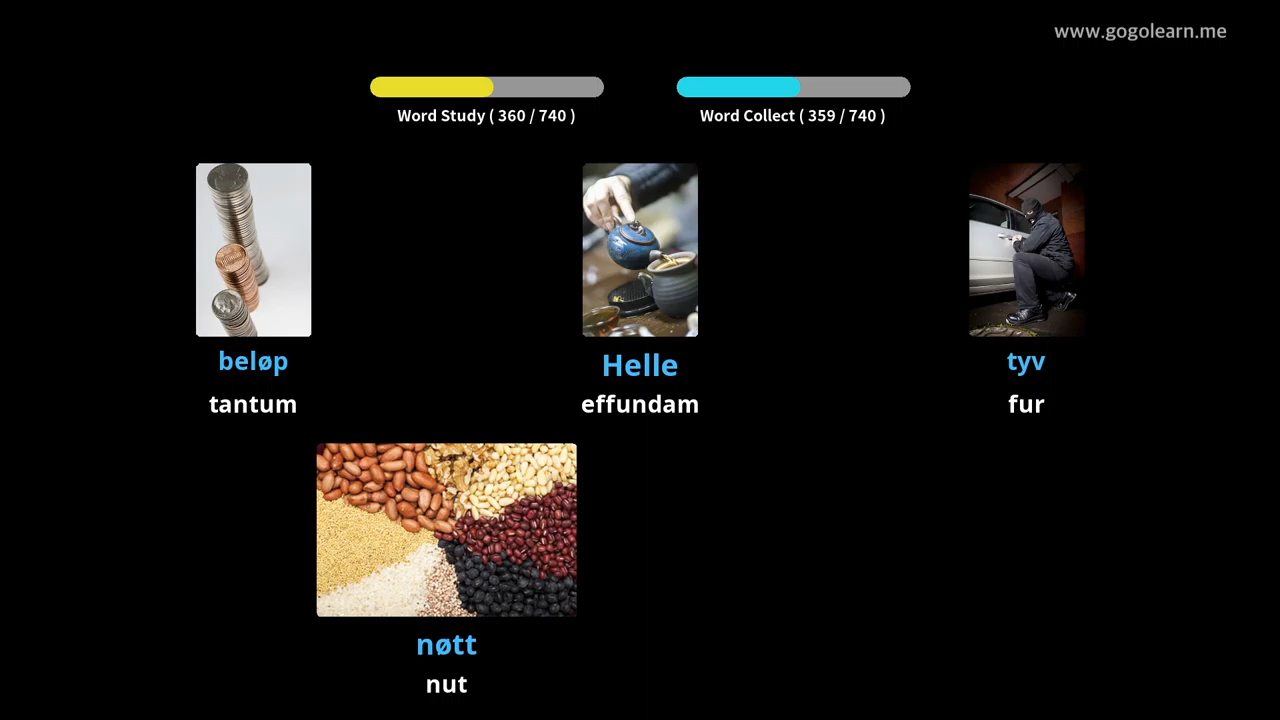 www.gogolearn.me
Word Study ( 360 / 740 )
Word Collect ( 359 / 740 )
beløp
tantum
Helle
effundam
tyv
fur
nøtt
nut